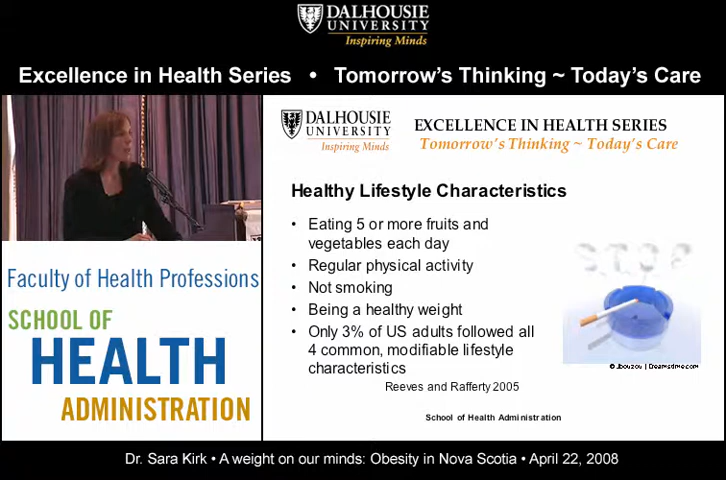 DALHOUSIE
UNIVERSITY
Inspiring Minds
Excellence in Health Series • Tomorrow's Thinking ~ Today's Care
DALHOUSIE
UNIVERSITY
Inspiring Minds
EXCELLENCE IN HEALTH SERIES
Tomorrow's Thinking ~ Today's Care
Healthy Lifestyle Characteristics
• Eating 5 or more fruits and
vegetables each day
• Regular physical activity
• Not smoking
• Being a healthy weight
• Only 3% of US adults followed all
4 common, modifiable lifestyle
characteristics
Reeves and Rafferty 2005
STOP
© Jbouzou | Dreamstime.com
School of Health Administration
Faculty of Health Professions
SCHOOL OF
HEALTH
ADMINISTRATION
Dr. Sara Kirk • A weight on our minds: Obesity in Nova Scotia • April 22, 2008